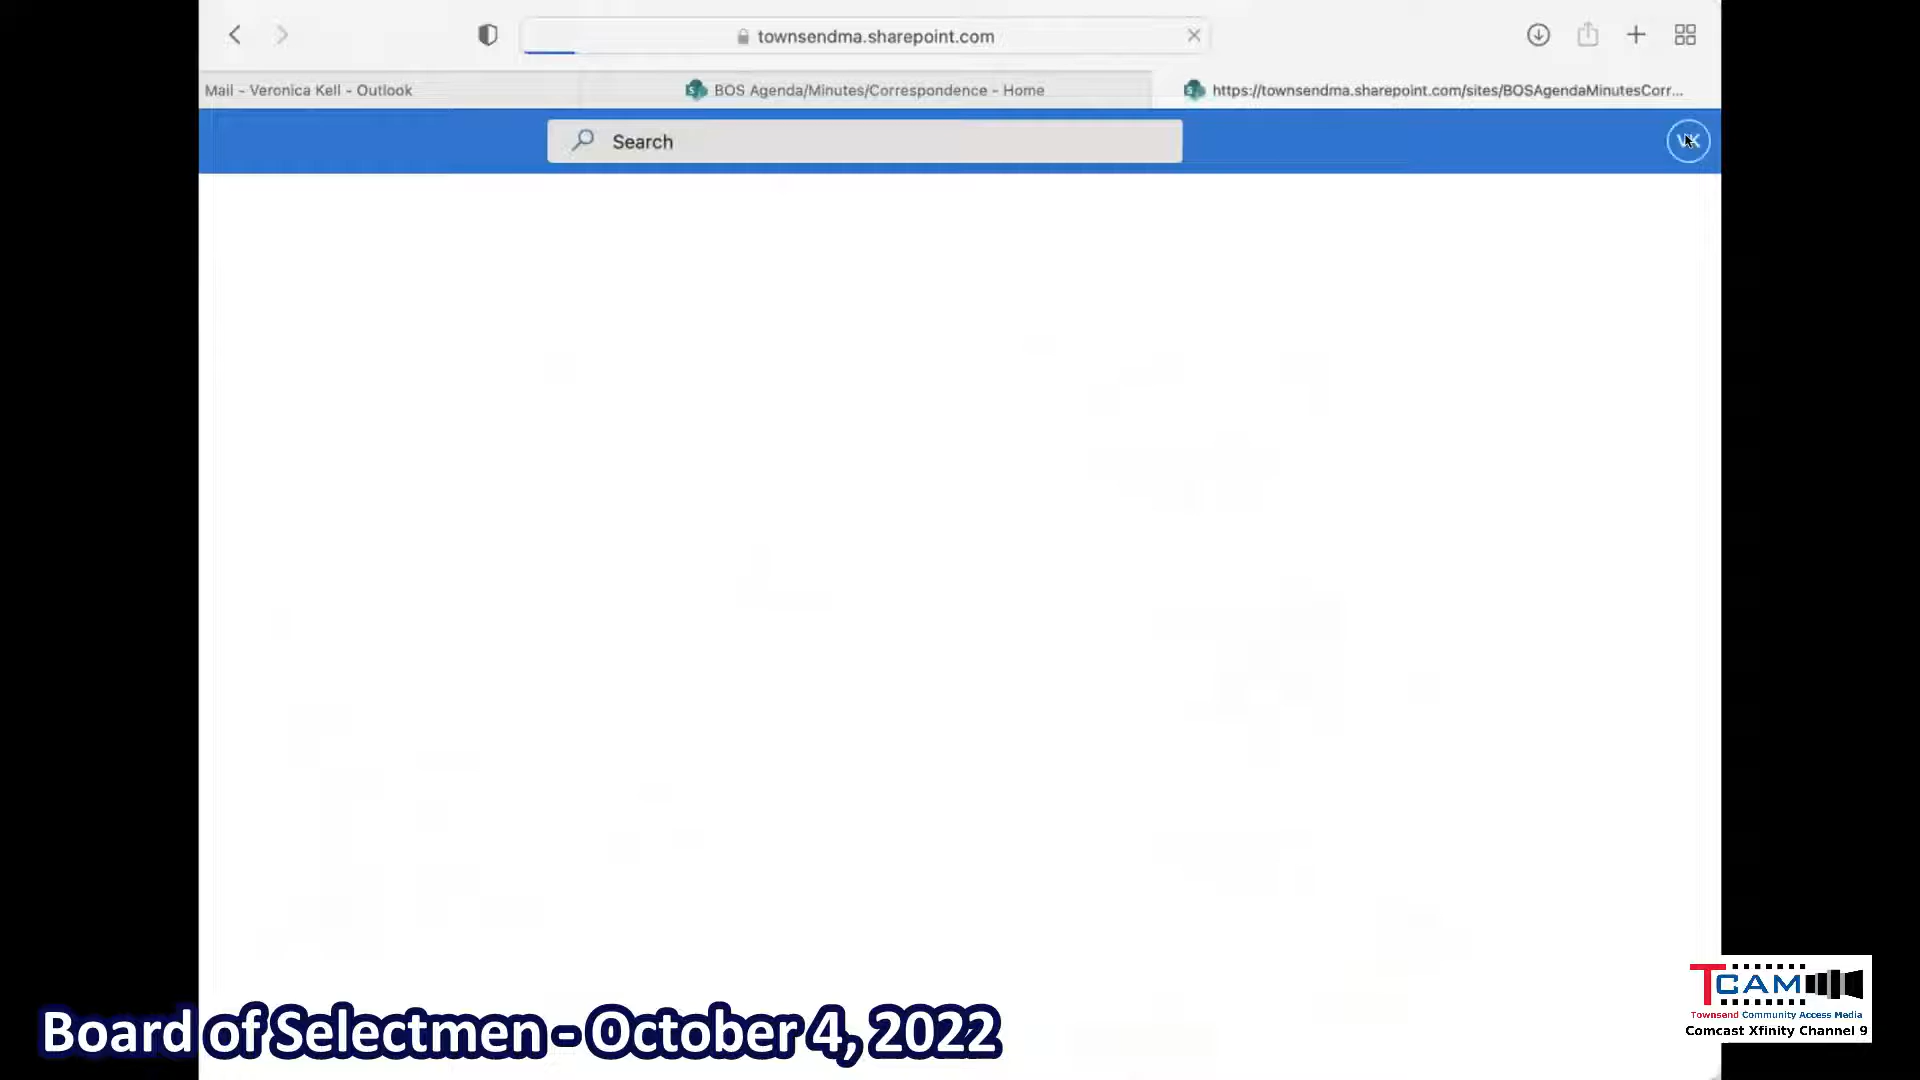 townsendma.sharepoint.com
Mail - Veronica Kell - Outlook
BOS Agenda/Minutes/Correspondence - Home
https://townsendma.sharepoint.com/sites/BOSAgendaMinutesCorr...
Search
VK
TCAM
Townsend Community Access Media
Comcast Xfinity Channel 9
Board of Selectmen - October 4, 2022